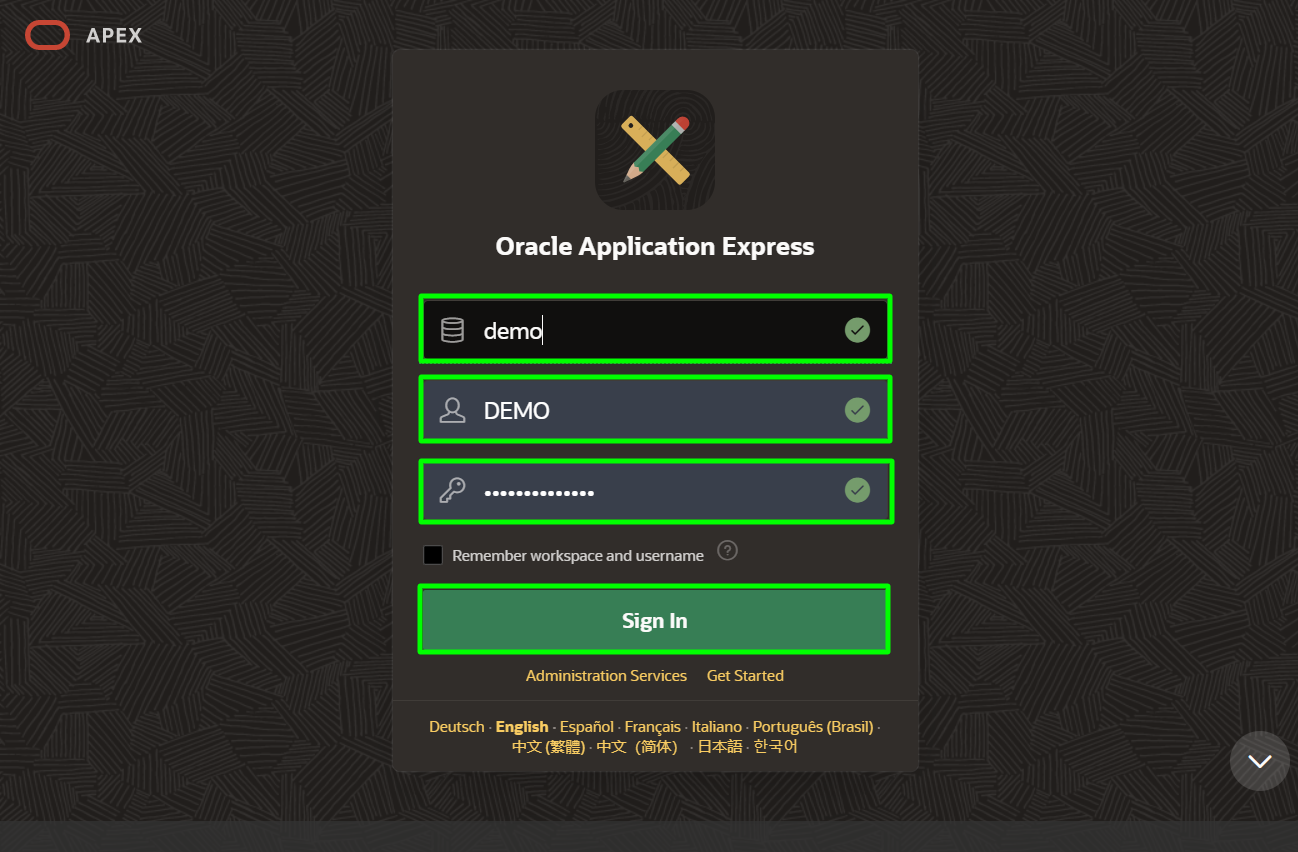 APEX
Oracle Application Express
demo
DEMO
••••••••••••••
Remember workspace and username ?
Sign In
Administration Services Get Started
Deutsch · English · Español · Français · Italiano · Português (Brasil) ·
中文 (繁體) · 中文（简体） · 日本語 · 한국어